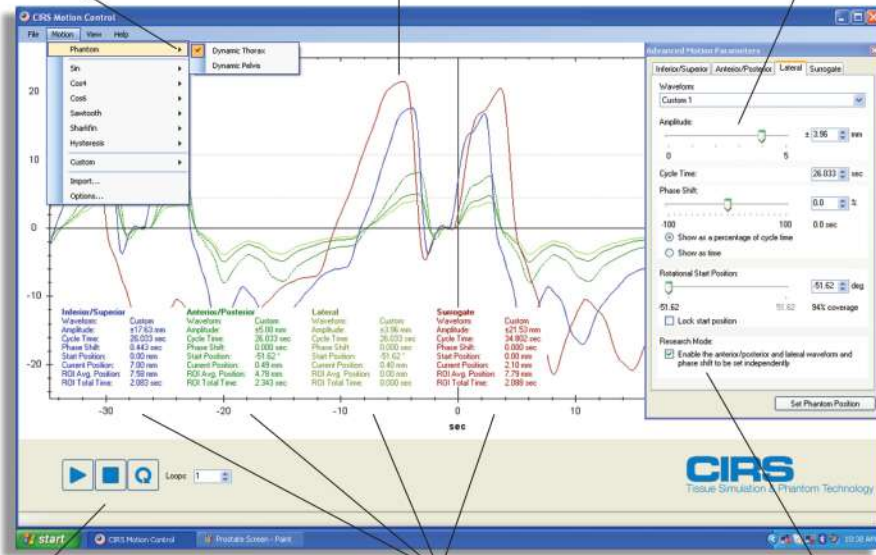 CIRS Motion Control
File Motion View Help
Phantom
Dynamic Thorax
Dynamic Pelvis
Sin
Cos4
Cos6
Sawtooth
Sharkfin
Hysteresis
Custom
Import...
Options...
20
10
0
-10
-20
-30 -20 -10 0 10
sec
Inferior/Superior
Waveform: Custom
Amplitude: ±17.63 mm
Cycle Time: 26.033 sec
Phase Shift: 0.443 sec
Start Position: 0.00 mm
Current Position: 7.00 mm
ROI Avg. Position: 7.58 mm
ROI Total Time: 2.083 sec
Anterior/Posterior
Waveform: Custom
Amplitude: ±5.88 mm
Cycle Time: 26.033 sec
Phase Shift: 0.000 sec
Start Position: -51.62 °
Current Position: 0.49 mm
ROI Avg. Position: 4.79 mm
ROI Total Time: 2.343 sec
Lateral
Waveform: Custom
Amplitude: ±3.96 mm
Cycle Time: 26.033 sec
Phase Shift: 0.000 sec
Start Position: -51.62 °
Current Position: 0.40 mm
ROI Avg. Position: 0.00 mm
ROI Total Time: 0.000 sec
Surrogate
Waveform: Custom
Amplitude: ±21.53 mm
Cycle Time: 34.802 sec
Phase Shift: 0.000 sec
Start Position: 0.00 mm
Current Position: 2.10 mm
ROI Avg. Position: 7.79 mm
ROI Total Time: 2.088 sec
Advanced Motion Parameters
Inferior/Superior Anterior/Posterior Lateral Surrogate
Waveform:
Custom 1
Amplitude:
± 3.96 mm
0 5
Cycle Time: 26.033 sec
Phase Shift:
0.0 %
-100 100 0.0 sec
Show as a percentage of cycle time
Show as time
Rotational Start Position:
-51.62 deg
-51.62 51.62 94% coverage
Lock start position
Research Mode:
Enable the anterior/posterior and lateral waveform and
phase shift to be set independently
Set Phantom Position
Loops: 1
CIRS
Tissue Simulation & Phantom Technology
start CIRS Motion Control Prostate Screen - Paint 10:38 AM